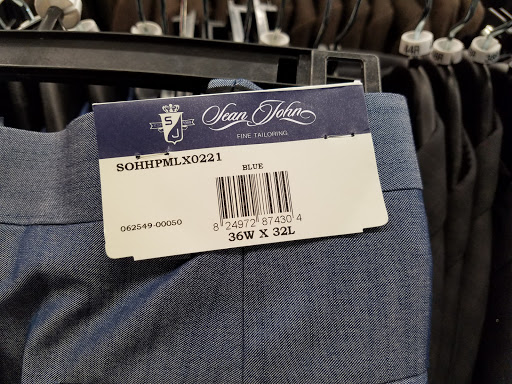 SJ
Sean John
FINE TAILORING
SOHHPMLX0221
BLUE
062549-00050
8 24972 87430 4
36W X 32L